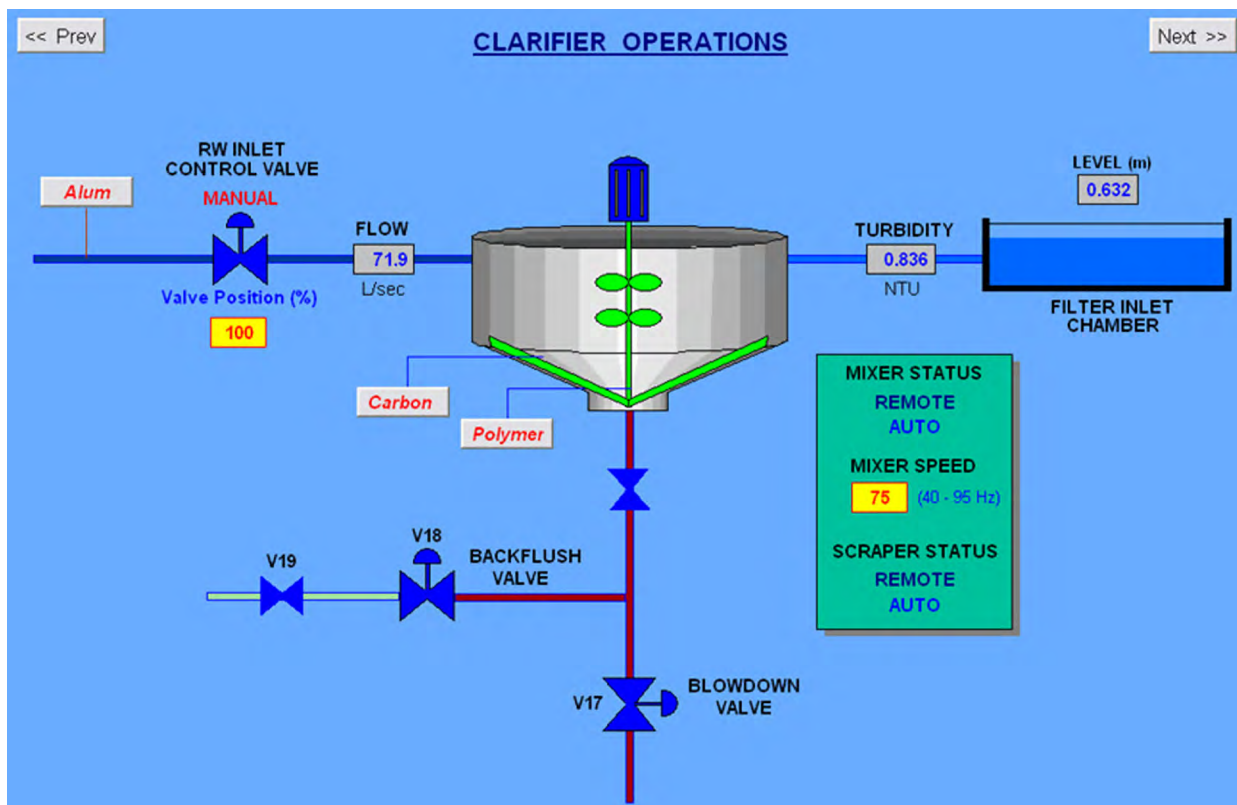 << Prev
CLARIFIER OPERATIONS
Next >>
RW INLET
CONTROL VALVE
MANUAL
Alum
FLOW
71.9
L/sec
Valve Position (%)
100
TURBIDITY
0.836
NTU
LEVEL (m)
0.632
FILTER INLET
CHAMBER
Carbon
Polymer
MIXER STATUS
REMOTE
AUTO
MIXER SPEED
75 (40 - 95 Hz)
SCRAPER STATUS
REMOTE
AUTO
V19
V18
BACKFLUSH
VALVE
V17
BLOWDOWN
VALVE